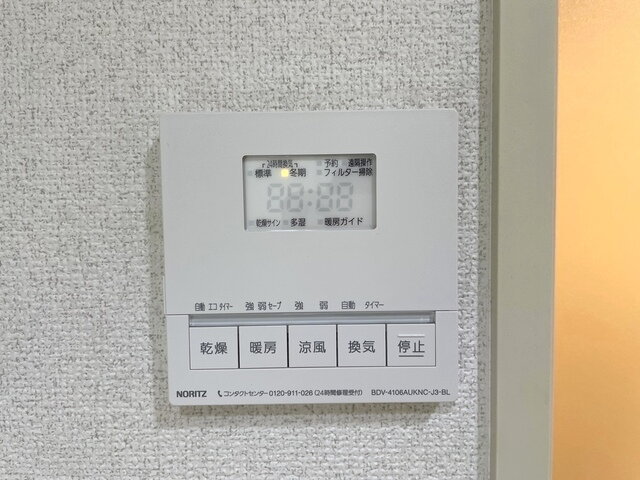 24時間換気
標準 冬期
予約 遠隔操作
フィルター掃除
88:88
乾燥サイン 多湿 暖房ガイド
自動 エコ タイマー 強 弱 セーブ 強 弱 自動 タイマー
乾燥 暖房 涼風 換気 停止
NORITZ コンタクトセンター 0120-911-026 (24時間修理受付) BDV-4106AUKNC-J3-BL